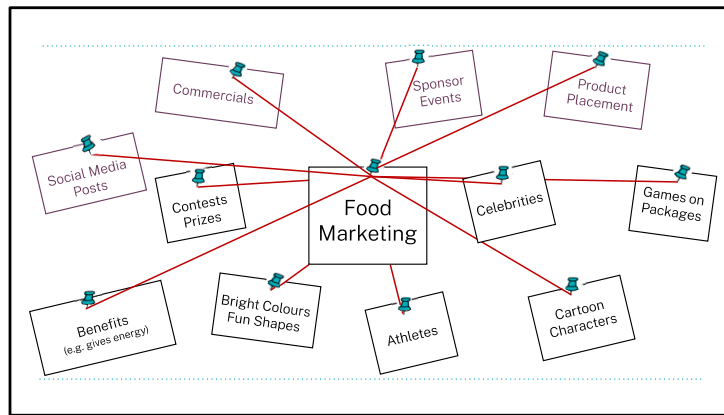 Commercials
Sponsor
Events
Product
Placement
Social Media
Posts
Contests
Prizes
Food
Marketing
Celebrities
Games on
Packages
Benefits
(e.g. gives energy)
Bright Colours
Fun Shapes
Athletes
Cartoon
Characters